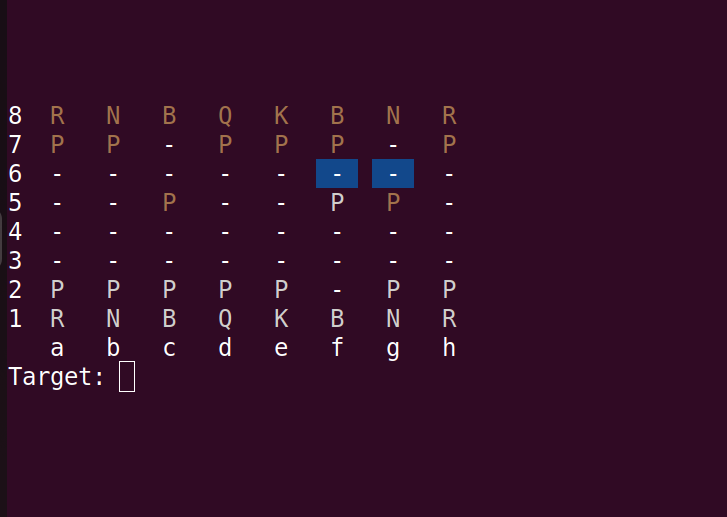 8 R N B Q K B N R
7 P P - P P P - P
6 - - - - - - - -
5 - - P - - P P -
4 - - - - - - - -
3 - - - - - - - -
2 P P P P P - P P
1 R N B Q K B N R
a b c d e f g h
Target: